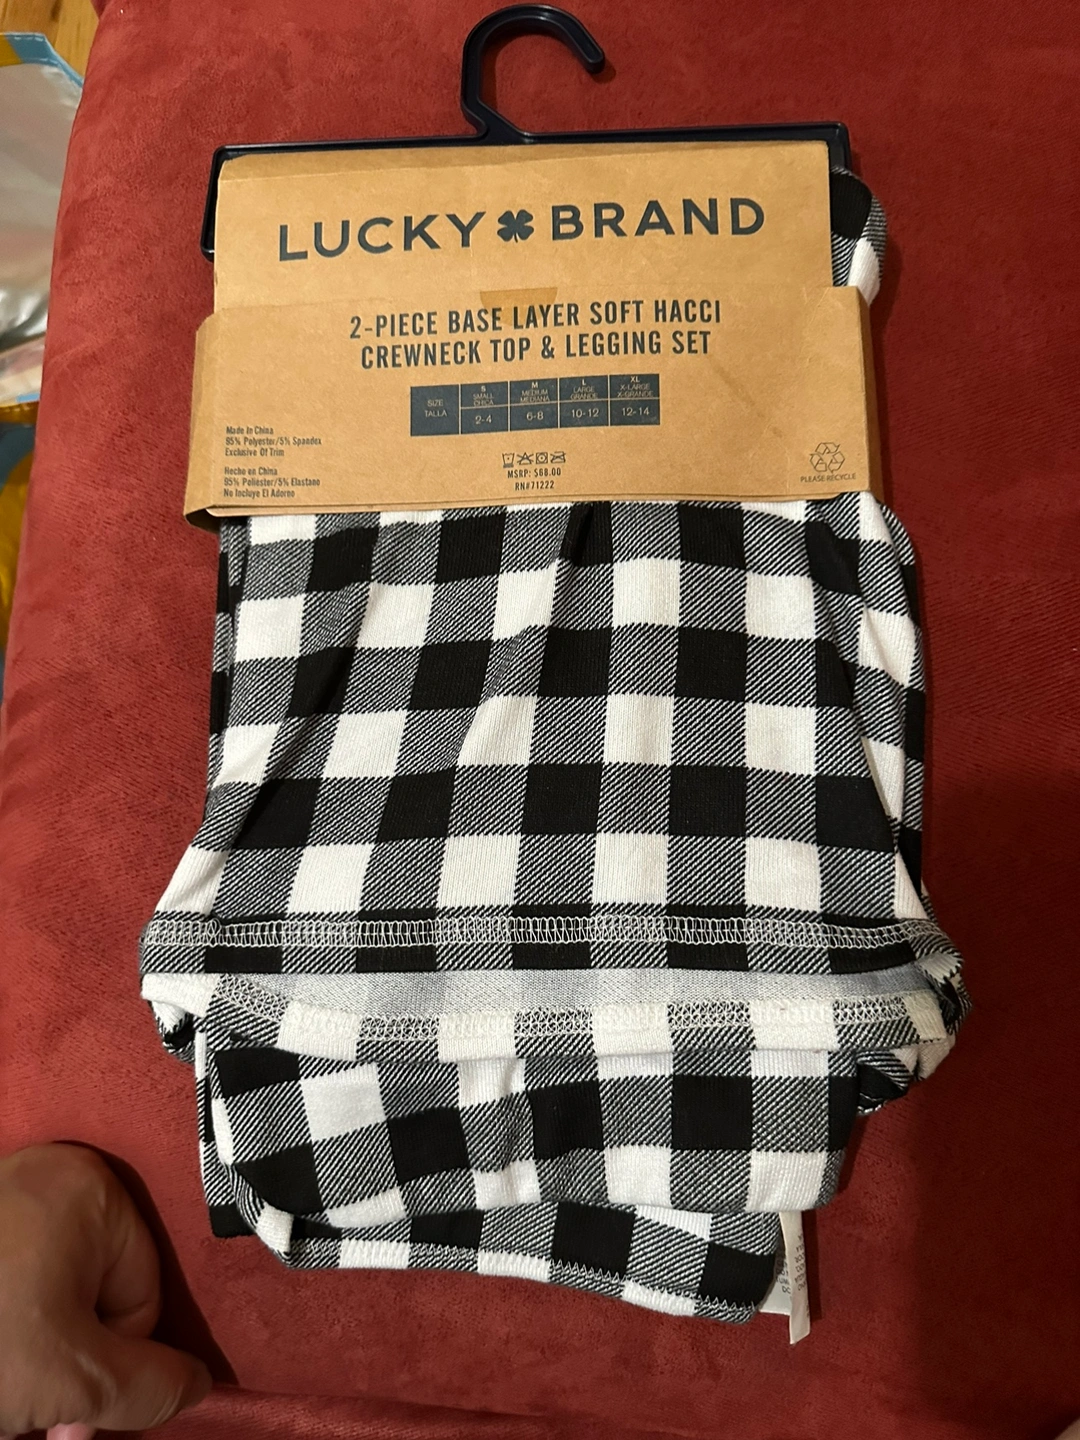 LUCKY BRAND
2-PIECE BASE LAYER SOFT HACCI
CREWNECK TOP & LEGGING SET
SIZE TALLA
S SMALL CHICA 2-4
M MEDIUM MEDIANA 6-8
L LARGE GRANDE 10-12
XL X-LARGE X-GRANDE 12-14
Made In China
95% Polyester/5% Spandex
Exclusive Of Trim
Hecho en China
95% Poliester/5% Elastano
No Incluye El Adorno
MSRP: $68.00
RN#71222
PLEASE RECYCLE